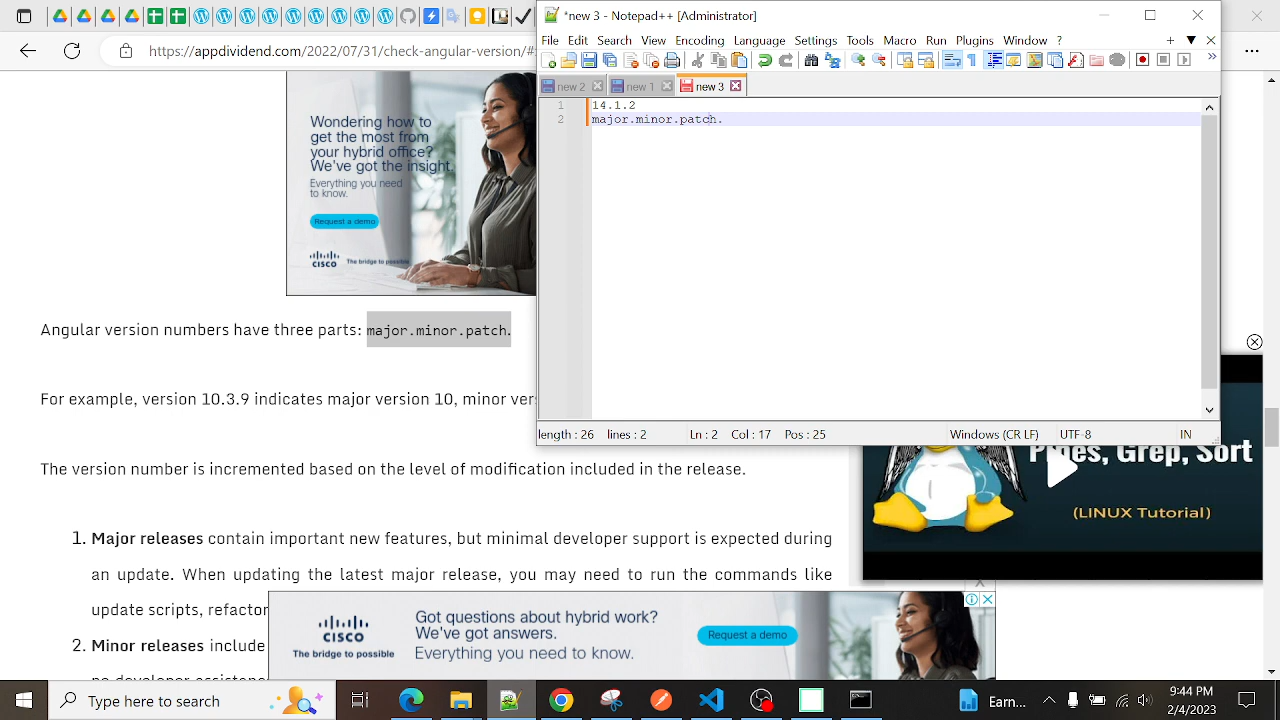 https://appdividend.com/2022/07/31/check-angular-version/#
*new 3 - Notepad++ [Administrator]
File Edit Search View Encoding Language Settings Tools Macro Run Plugins Window ? + ▼ X
new 2 new 1 new 3
1 14.1.2
2 major.minor.patch.
length : 26 lines : 2 Ln : 2 Col : 17 Pos : 25 Windows (CR LF) UTF-8 IN
Wondering how to
get the most from
your hybrid office?
We've got the insight.
Everything you need
to know.
Request a demo
CISCO The bridge to possible
Angular version numbers have three parts: major.minor.patch.
For example, version 10.3.9 indicates major version 10, minor
The version number is incremented based on the level of modification included in the release.
1. Major releases contain important new features, but minimal developer support is expected during
an update. When updating the latest major release, you may need to run the commands like
update scripts,
2. Minor releases include
Pipes, Grep, Sort
(LINUX Tutorial)
CISCO
The bridge to possible
Got questions about hybrid work?
We've got answers.
Everything you need to know.
Request a demo
Type here to search
Earn...
9:44 PM
2/4/2023